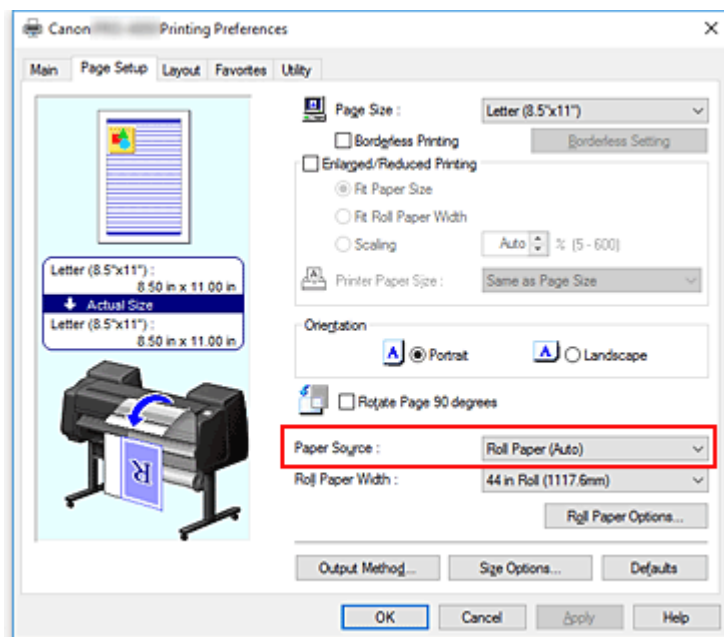 Canon Printing Preferences
Main Page Setup Layout Favorites Utility
Page Size : Letter (8.5"x11")
Borderless Printing Borderless Setting
Enlarged/Reduced Printing
Fit Paper Size
Fit Roll Paper Width
Scaling Auto % (5 - 600)
Printer Paper Size : Same as Page Size
Letter (8.5"x11") :
8.50 in x 11.00 in
Actual Size
Letter (8.5"x11") :
8.50 in x 11.00 in
Orientation
A Portrait A Landscape
Rotate Page 90 degrees
Paper Source : Roll Paper (Auto)
Roll Paper Width : 44 in Roll (1117.6mm)
R
Roll Paper Options...
Output Method... Size Options... Defaults
OK Cancel Apply Help